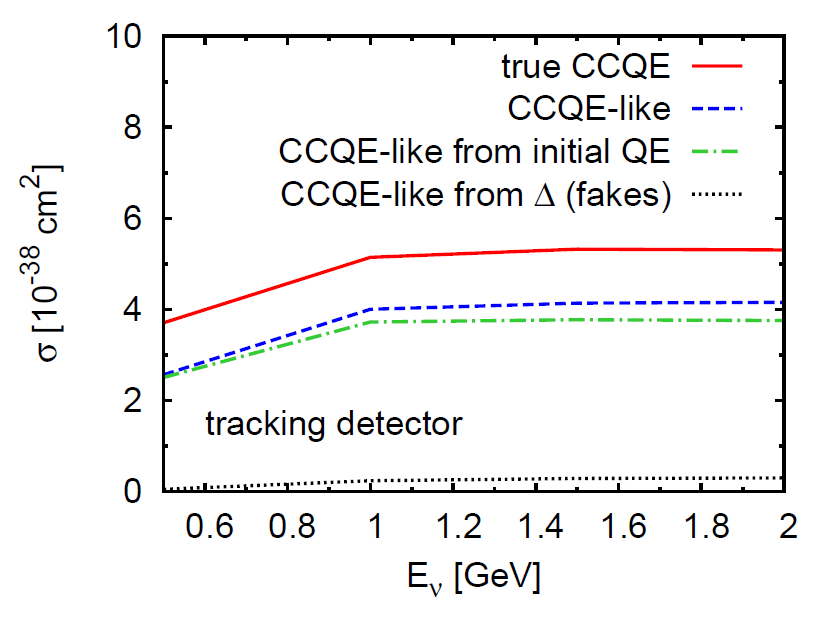 10
8
6
4
2
0
σ [10⁻³⁸ cm²]
true CCQE
CCQE-like
CCQE-like from initial QE
CCQE-like from Δ (fakes)
tracking detector
0.6 0.8 1 1.2 1.4 1.6 1.8 2
Eᵥ [GeV]